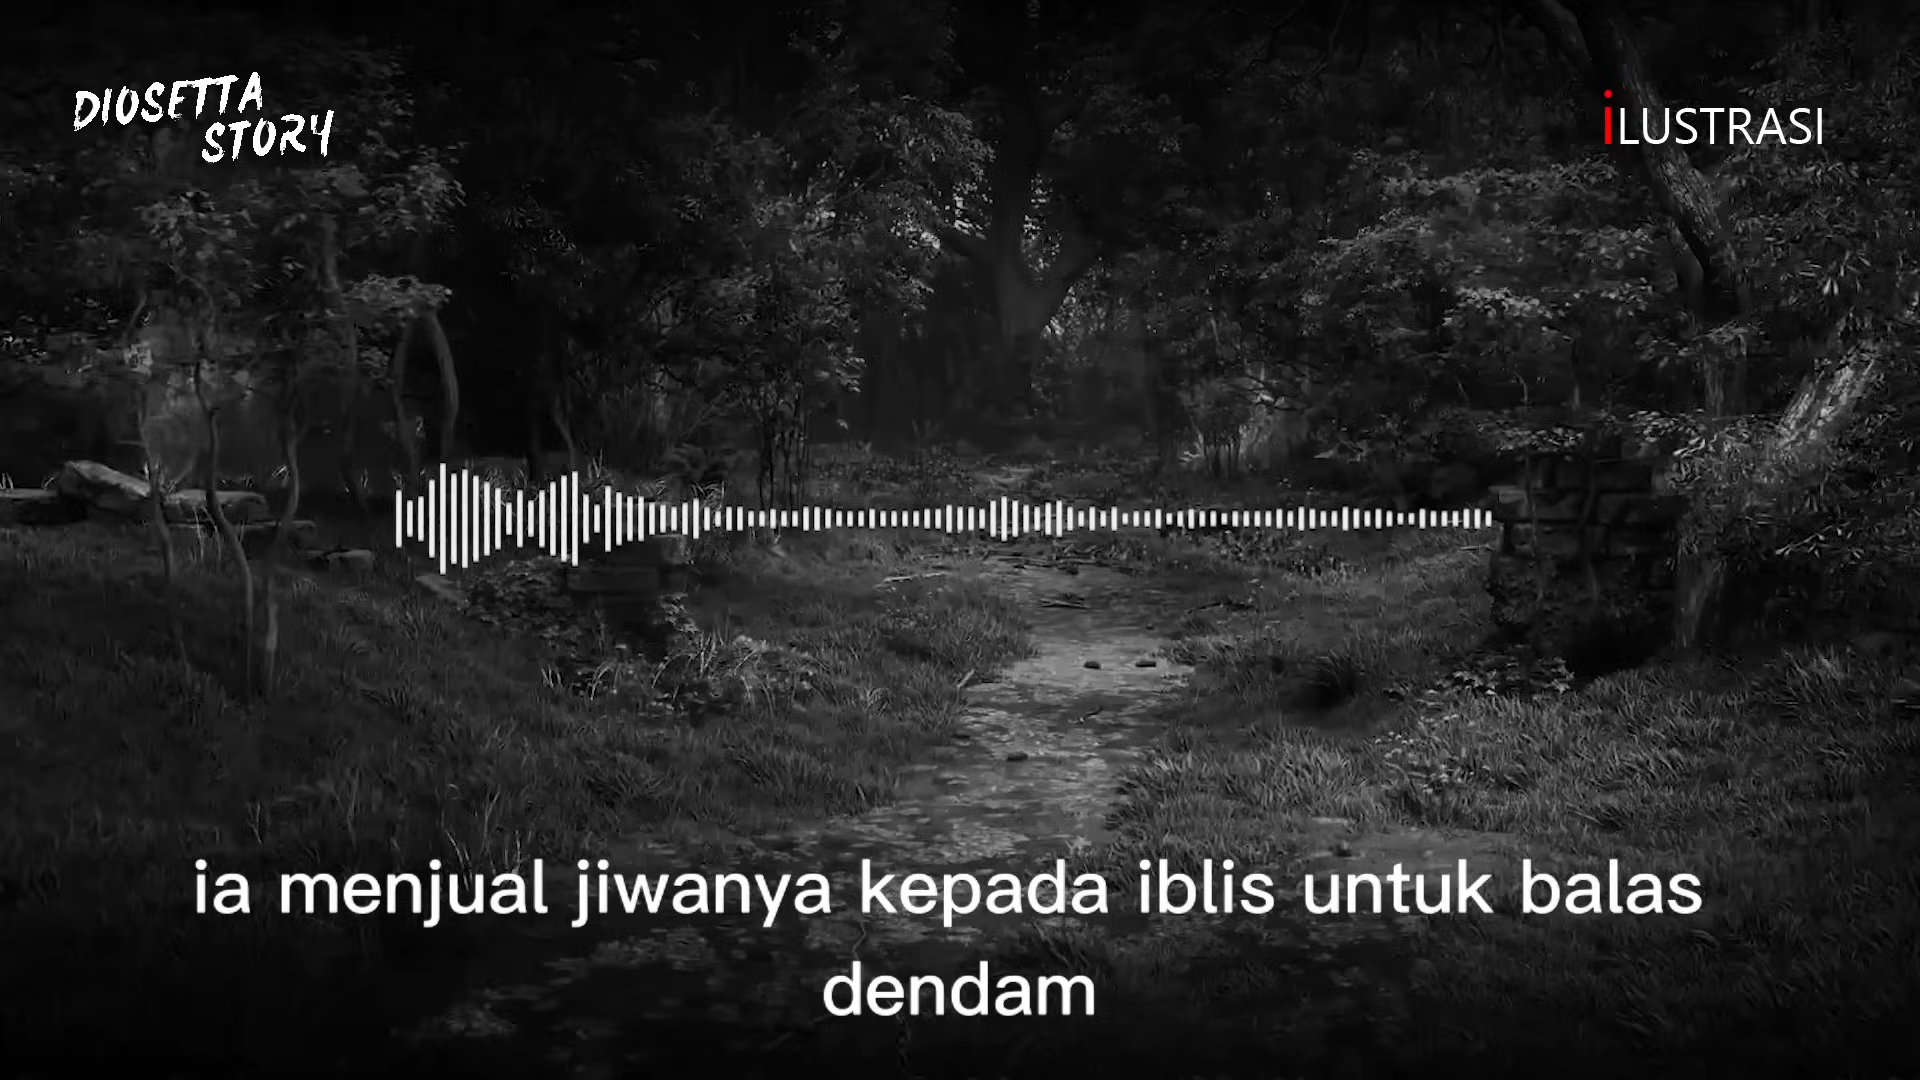 DIOSETTA
STORY
iLUSTRASI
ia menjual jiwanya kepada iblis untuk balas
dendam